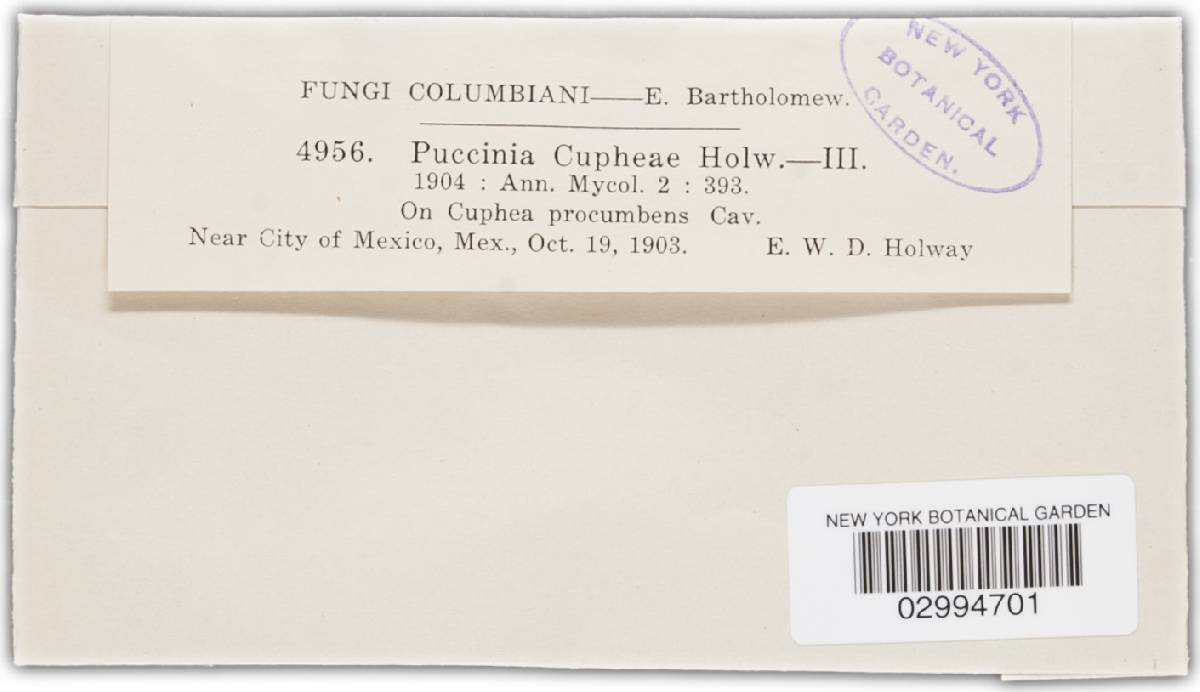 FUNGI COLUMBIANI——E. Bartholomew.
4956. Puccinia Cupheae Holw.—III.
1904 : Ann. Mycol. 2 : 393.
On Cuphea procumbens Cav.
Near City of Mexico, Mex., Oct. 19, 1903. E. W. D. Holway
NEW YORK
BOTANICAL
GARDEN.
NEW YORK BOTANICAL GARDEN
02994701